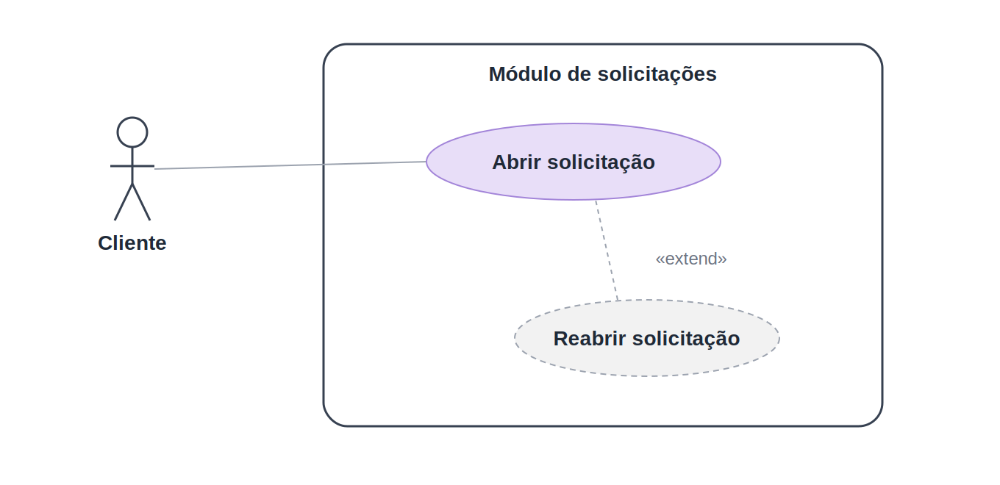 Módulo de solicitações
Abrir solicitação
Cliente
«extend»
Reabrir solicitação